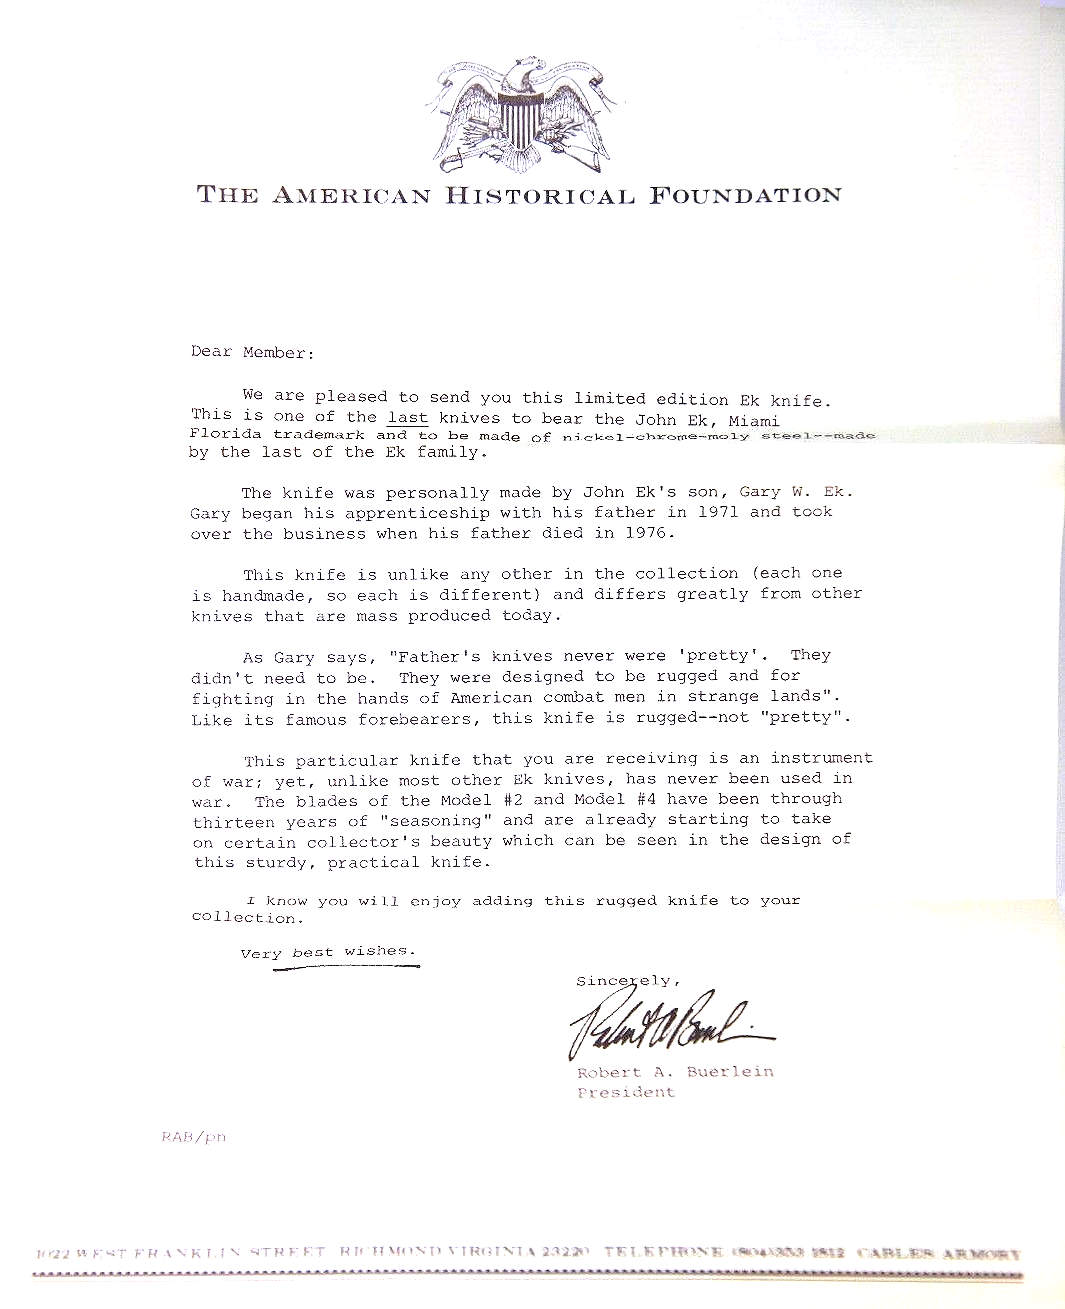 THE AMERICAN HISTORICAL FOUNDATION
Dear Member:
We are pleased to send you this limited edition Ek knife.
This is one of the last knives to bear the John Ek, Miami
Florida trademark and to be made of nickel-chrome-moly steel--made
by the last of the Ek family.
The knife was personally made by John Ek's son, Gary W. Ek.
Gary began his apprenticeship with his father in 1971 and took
over the business when his father died in 1976.
This knife is unlike any other in the collection (each one
is handmade, so each is different) and differs greatly from other
knives that are mass produced today.
As Gary says, "Father's knives never were 'pretty'. They
didn't need to be. They were designed to be rugged and for
fighting in the hands of American combat men in strange lands".
Like its famous forebearers, this knife is rugged--not "pretty".
This particular knife that you are receiving is an instrument
of war; yet, unlike most other Ek knives, has never been used in
war. The blades of the Model #2 and Model #4 have been through
thirteen years of "seasoning" and are already starting to take
on certain collector's beauty which can be seen in the design of
this sturdy, practical knife.
I know you will enjoy adding this rugged knife to your
collection.
Very best wishes.
Sincerely,
Robert A. Buerlein
Robert A. Buerlein
President
RAB/pn
1022 WEST FRANKLIN STREET RICHMOND VIRGINIA 23220 TELEPHONE (804) 353 1812 CABLES ARMORY